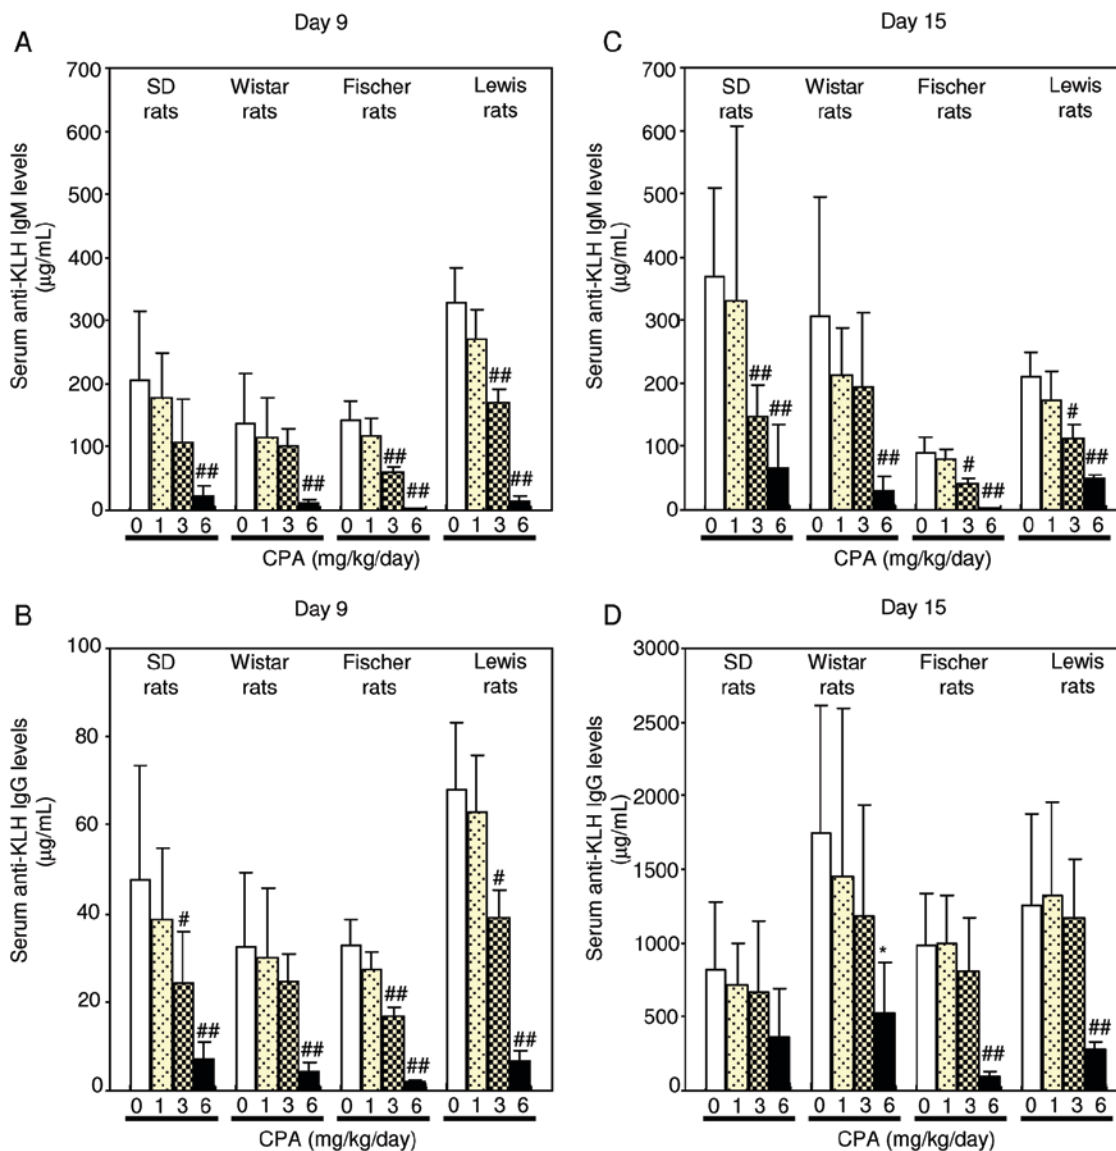 A
Day 9
700
600
500
400
300
200
100
0
Serum anti-KLH IgM levels
(µg/mL)
SD
rats
Wistar
rats
Fischer
rats
Lewis
rats
##
##
##
##
##
0 1 3 6 0 1 3 6 0 1 3 6 0 1 3 6
CPA (mg/kg/day)
C
Day 15
700
600
500
400
300
200
100
0
Serum anti-KLH IgM levels
(µg/mL)
SD
rats
Wistar
rats
Fischer
rats
Lewis
rats
##
##
##
#
##
#
##
0 1 3 6 0 1 3 6 0 1 3 6 0 1 3 6
CPA (mg/kg/day)
B
Day 9
100
80
60
40
20
0
Serum anti-KLH IgG levels
(µg/mL)
SD
rats
Wistar
rats
Fischer
rats
Lewis
rats
#
##
##
##
##
#
##
0 1 3 6 0 1 3 6 0 1 3 6 0 1 3 6
CPA (mg/kg/day)
D
Day 15
3000
2500
2000
1500
1000
500
0
Serum anti-KLH IgG levels
(µg/mL)
SD
rats
Wistar
rats
Fischer
rats
Lewis
rats
*
##
##
0 1 3 6 0 1 3 6 0 1 3 6 0 1 3 6
CPA (mg/kg/day)